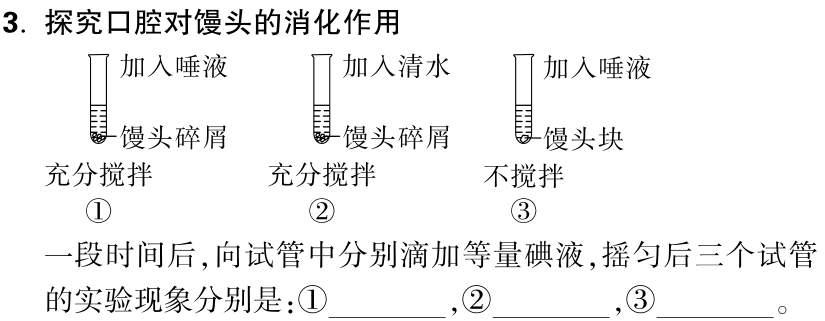 3. 探究口腔对馒头的消化作用
加入唾液 加入清水 加入唾液
馒头碎屑 馒头碎屑 馒头块
充分搅拌 充分搅拌 不搅拌
① ② ③
一段时间后,向试管中分别滴加等量碘液,摇匀后三个试管
的实验现象分别是:①________,②________,③________。